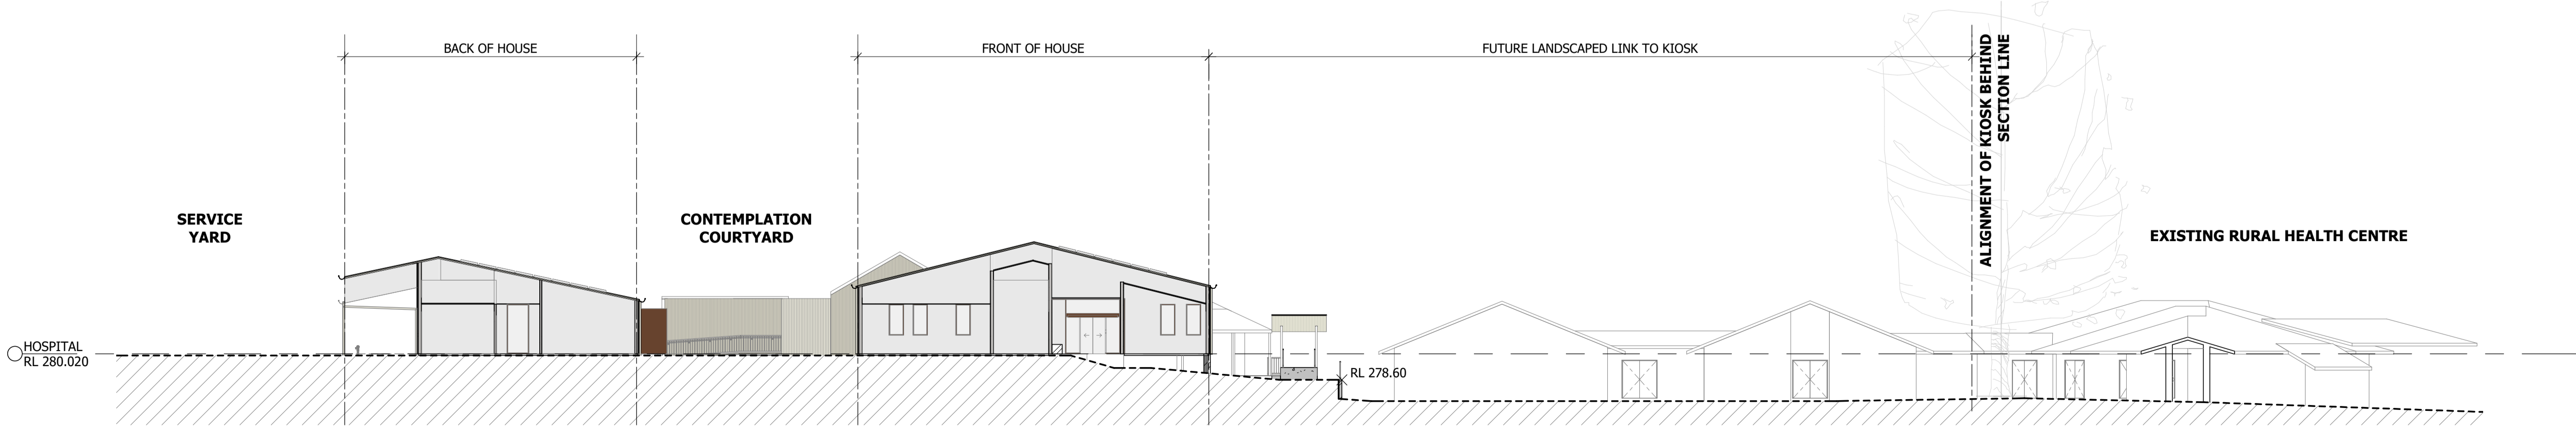 BACK OF HOUSE
FRONT OF HOUSE
FUTURE LANDSCAPED LINK TO KIOSK
ALIGNMENT OF KIOSK BEHIND
SECTION LINE
SERVICE
YARD
CONTEMPLATION
COURTYARD
EXISTING RURAL HEALTH CENTRE
HOSPITAL
RL 280.020
RL 278.60